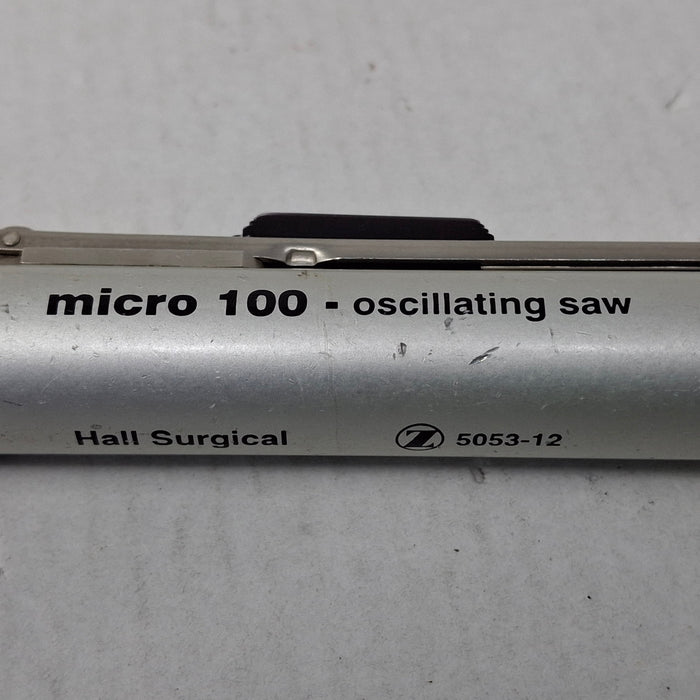 micro 100 - oscillating saw
Hall Surgical Z 5053-12